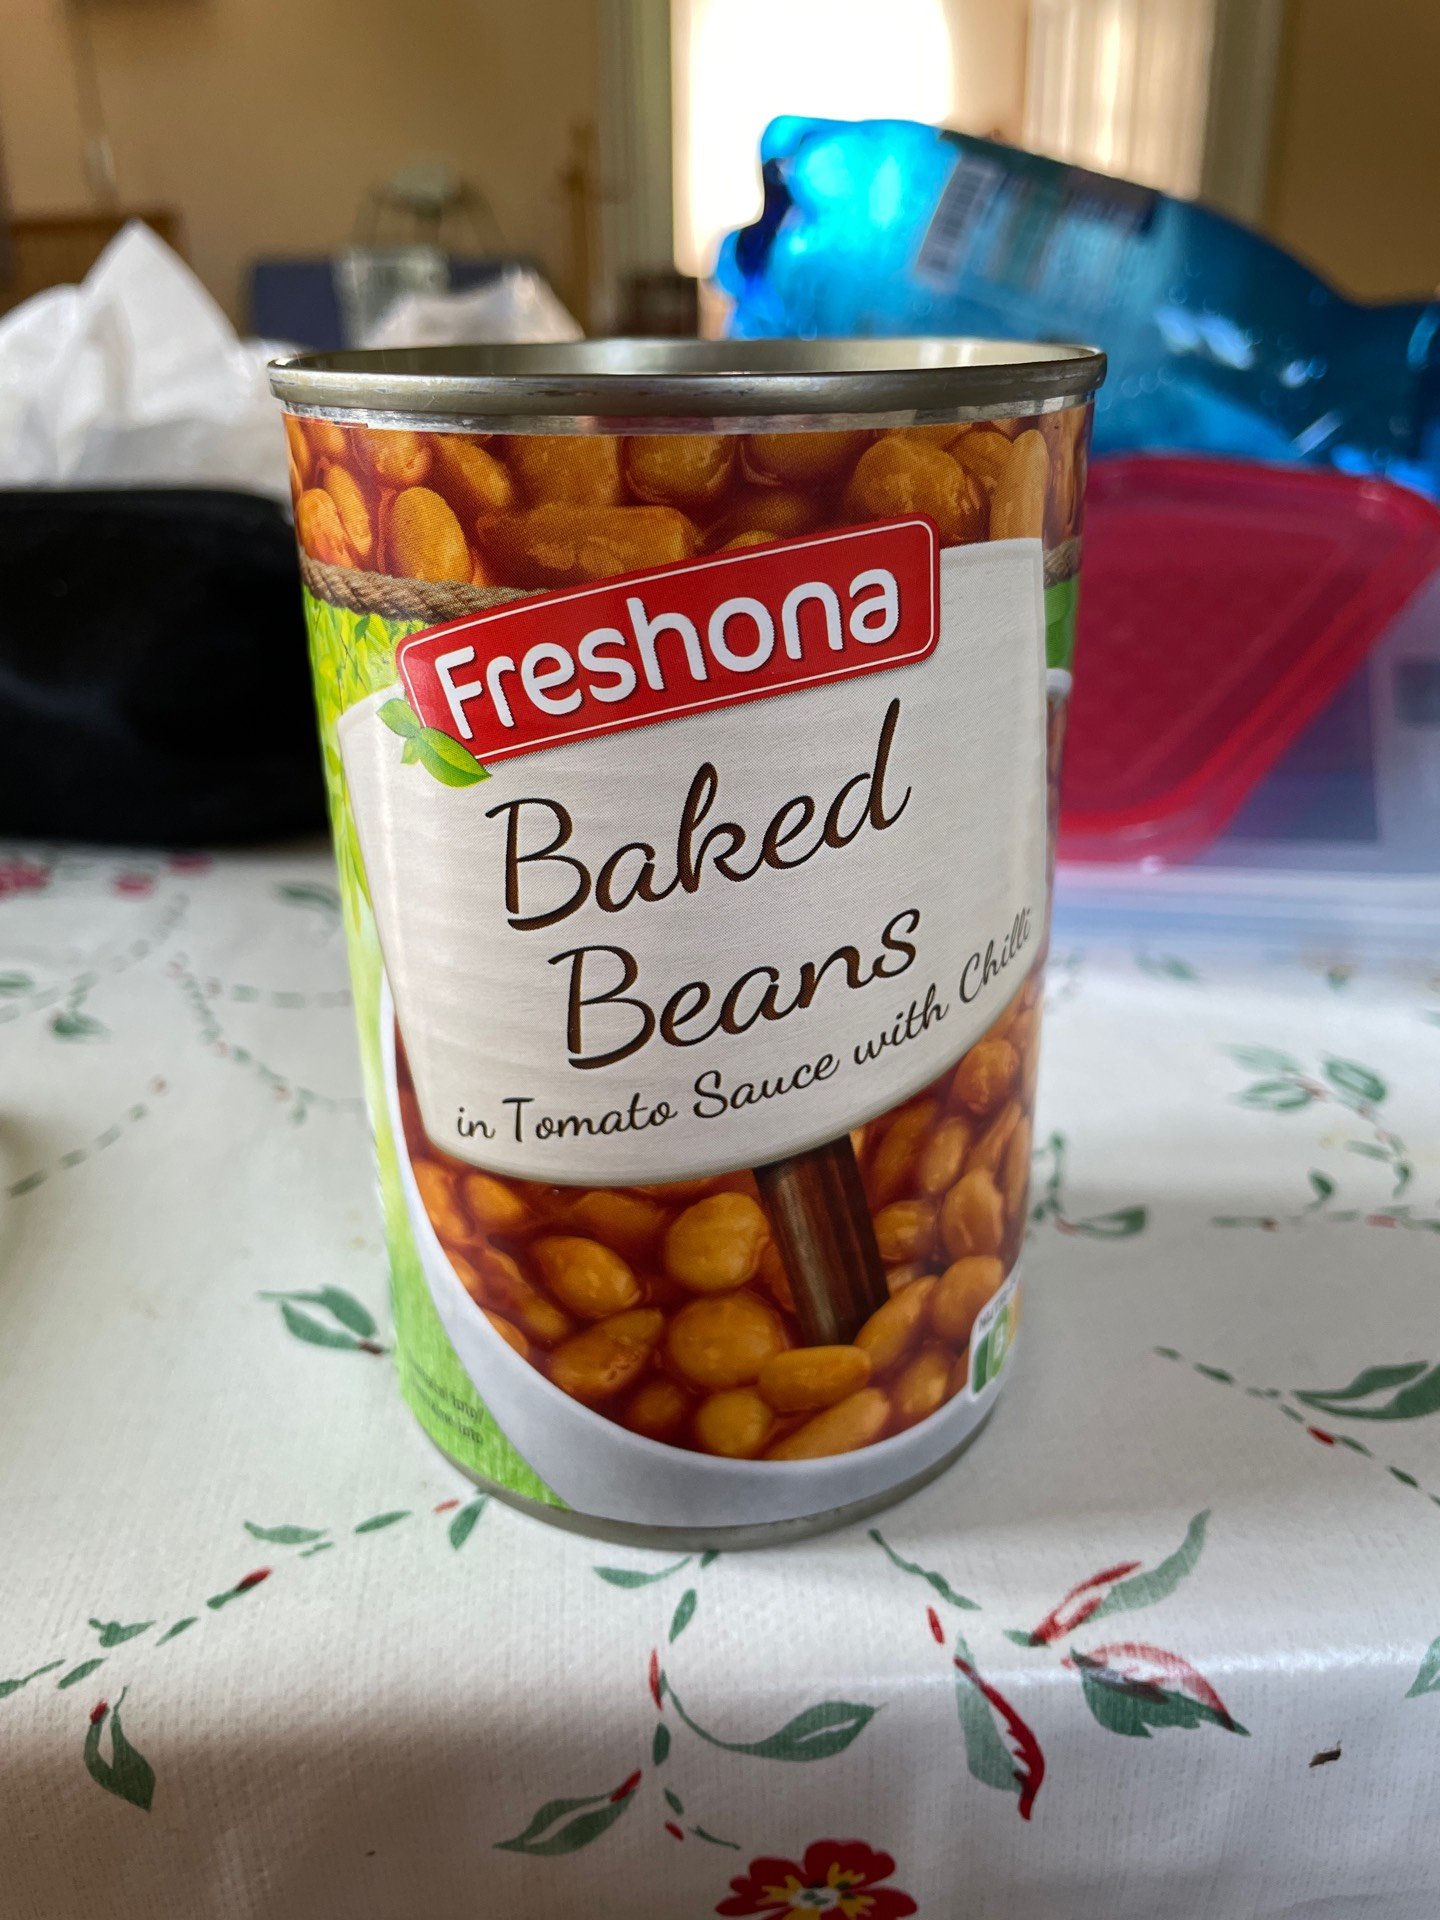 Freshona
Baked
Beans
in Tomato Sauce with Chilli